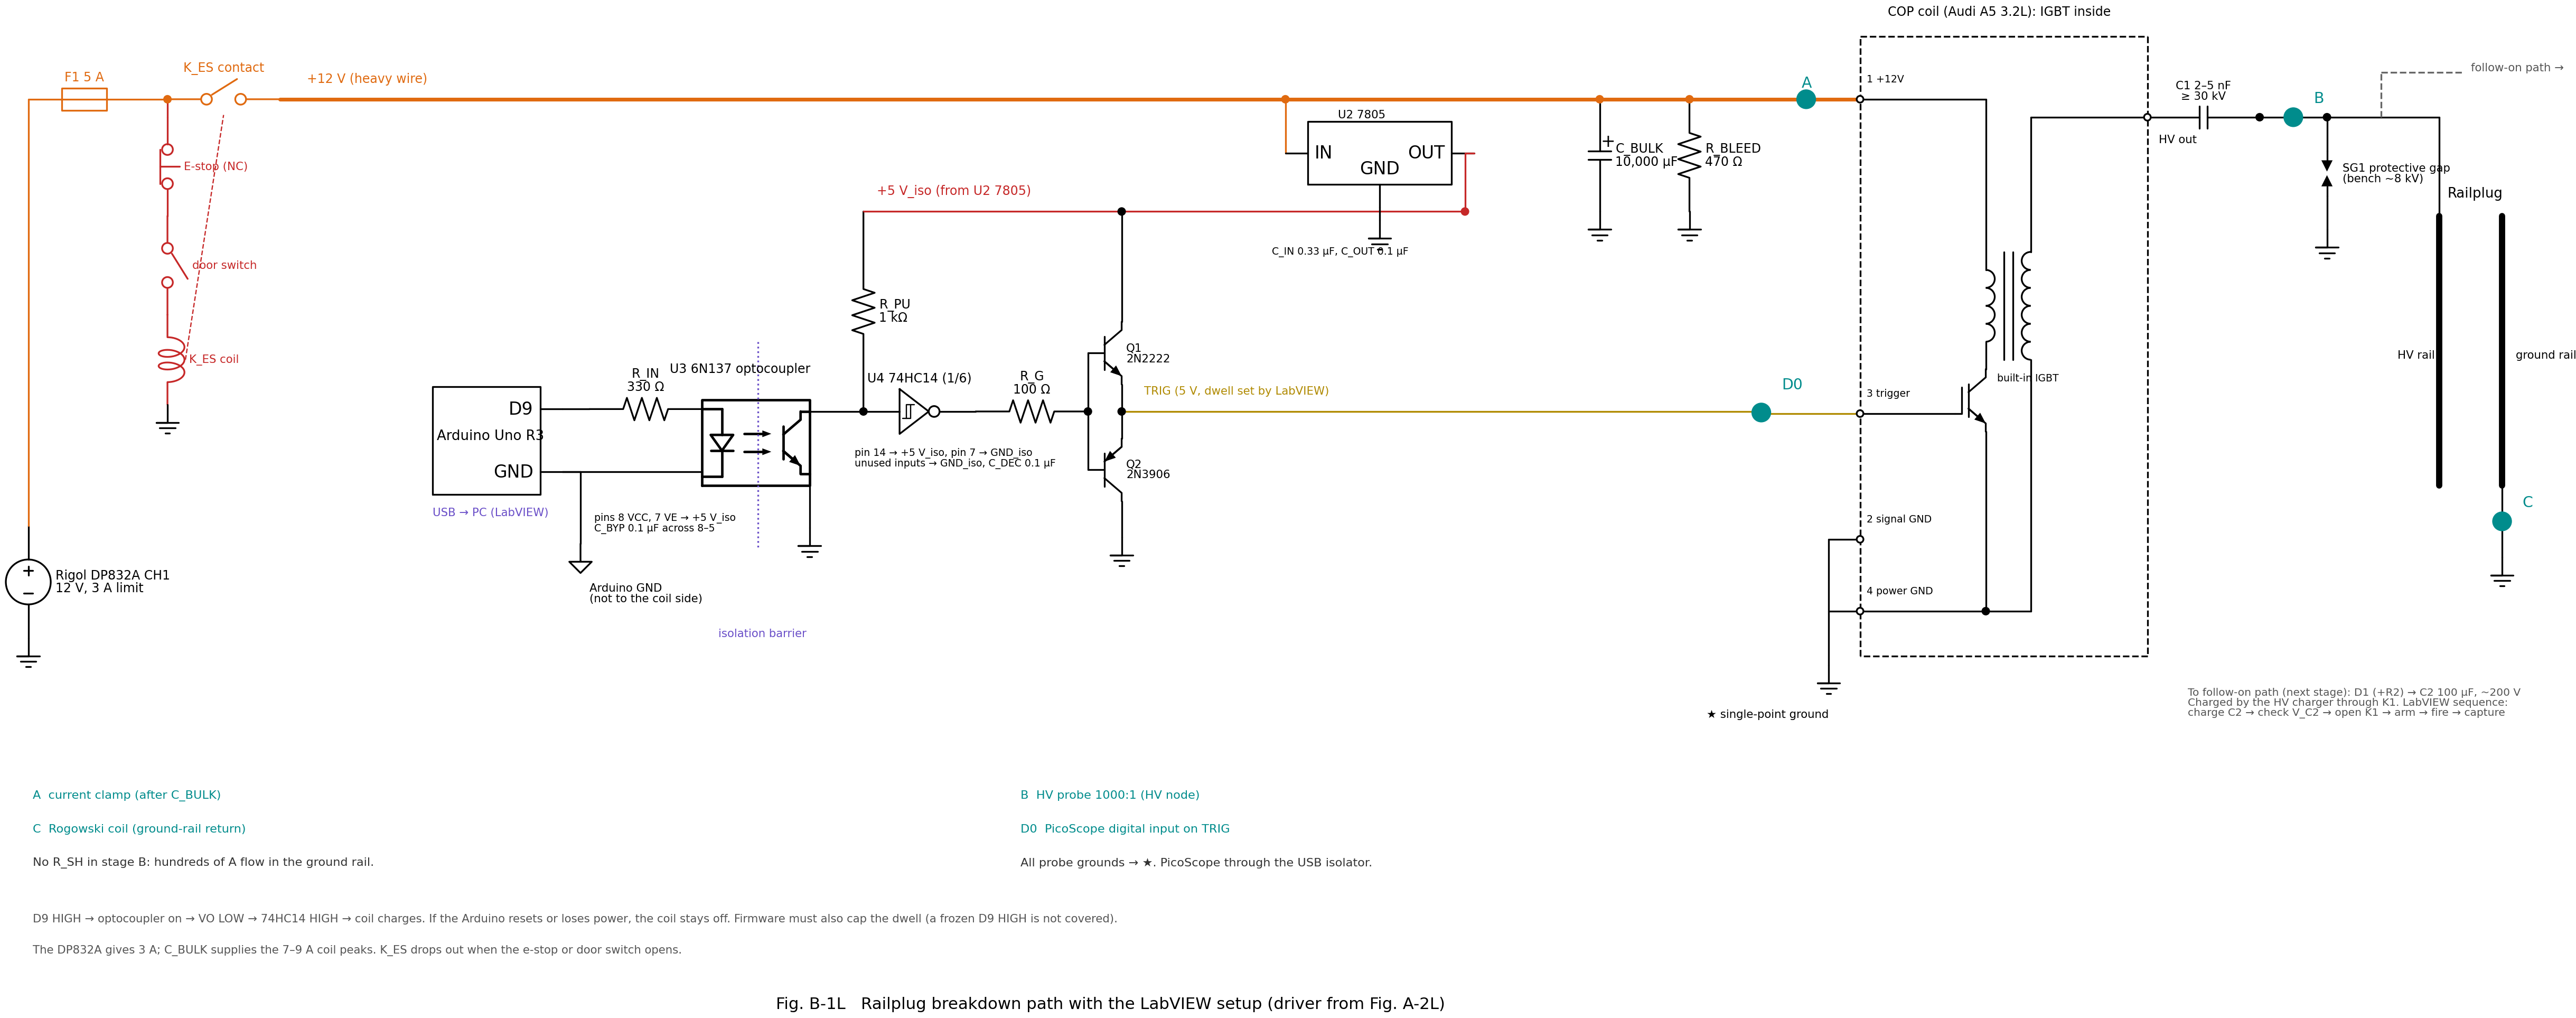 COP coil (Audi A5 3.2L): IGBT inside
F1 5 A
K_ES contact
+12 V (heavy wire)
A
1 +12V
C1 2–5 nF
≥ 30 kV
B
follow-on path →
U2 7805
IN
OUT
GND
+
C_BULK
10,000 µF
R_BLEED
470 Ω
HV out
E-stop (NC)
SG1 protective gap
(bench ~8 kV)
+5 V_iso (from U2 7805)
Railplug
C_IN 0.33 µF, C_OUT 0.1 µF
door switch
R_PU
1 kΩ
K_ES coil
Q1
2N2222
HV rail
ground rail
U3 6N137 optocoupler
R_IN
330 Ω
U4 74HC14 (1/6)
R_G
100 Ω
built-in IGBT
D9
Arduino Uno R3
GND
TRIG (5 V, dwell set by LabVIEW)
D0
3 trigger
pin 14 → +5 V_iso, pin 7 → GND_iso
unused inputs → GND_iso, C_DEC 0.1 µF
Q2
2N3906
USB → PC (LabVIEW)
pins 8 VCC, 7 VE → +5 V_iso
C_BYP 0.1 µF across 8–5
2 signal GND
C
+
−
Rigol DP832A CH1
12 V, 3 A limit
Arduino GND
(not to the coil side)
4 power GND
isolation barrier
★ single-point ground
To follow-on path (next stage): D1 (+R2) → C2 100 µF, ~200 V
Charged by the HV charger through K1. LabVIEW sequence:
charge C2 → check V_C2 → open K1 → arm → fire → capture
A  current clamp (after C_BULK)
B  HV probe 1000:1 (HV node)
C  Rogowski coil (ground-rail return)
D0  PicoScope digital input on TRIG
No R_SH in stage B: hundreds of A flow in the ground rail.
All probe grounds → ★. PicoScope through the USB isolator.
D9 HIGH → optocoupler on → VO LOW → 74HC14 HIGH → coil charges. If the Arduino resets or loses power, the coil stays off. Firmware must also cap the dwell (a frozen D9 HIGH is not covered).
The DP832A gives 3 A; C_BULK supplies the 7–9 A coil peaks. K_ES drops out when the e-stop or door switch opens.
Fig. B-1L   Railplug breakdown path with the LabVIEW setup (driver from Fig. A-2L)